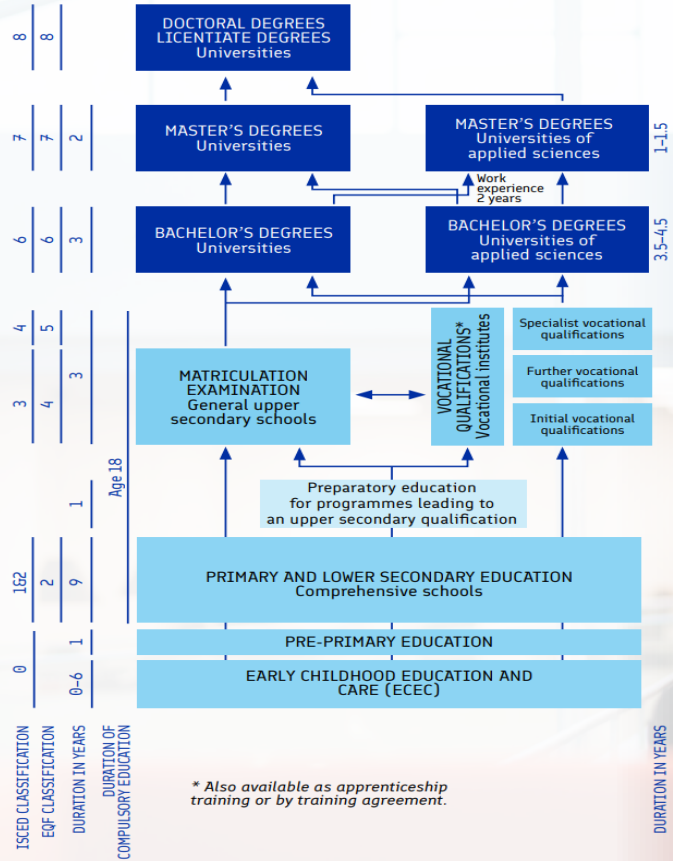 DOCTORAL DEGREES
LICENTIATE DEGREES
Universities
8
8
MASTER'S DEGREES
Universities
MASTER'S DEGREES
Universities of
applied sciences
7
7
2
1–1.5
Work
experience
2 years
BACHELOR'S DEGREES
Universities
BACHELOR'S DEGREES
Universities of
applied sciences
6
6
3
3.5–4.5
4
5
3
4
3
MATRICULATION
EXAMINATION
General upper
secondary schools
VOCATIONAL
QUALIFICATIONS*
Vocational institutes
Specialist vocational
qualifications
Further vocational
qualifications
Initial vocational
qualifications
Age 18
1
Preparatory education
for programmes leading to
an upper secondary qualification
1&2
2
9
PRIMARY AND LOWER SECONDARY EDUCATION
Comprehensive schools
0
1
PRE-PRIMARY EDUCATION
0–6
EARLY CHILDHOOD EDUCATION AND
CARE (ECEC)
ISCED CLASSIFICATION
EQF CLASSIFICATION
DURATION IN YEARS
DURATION OF
COMPULSORY EDUCATION
* Also available as apprenticeship
training or by training agreement.
DURATION IN YEARS